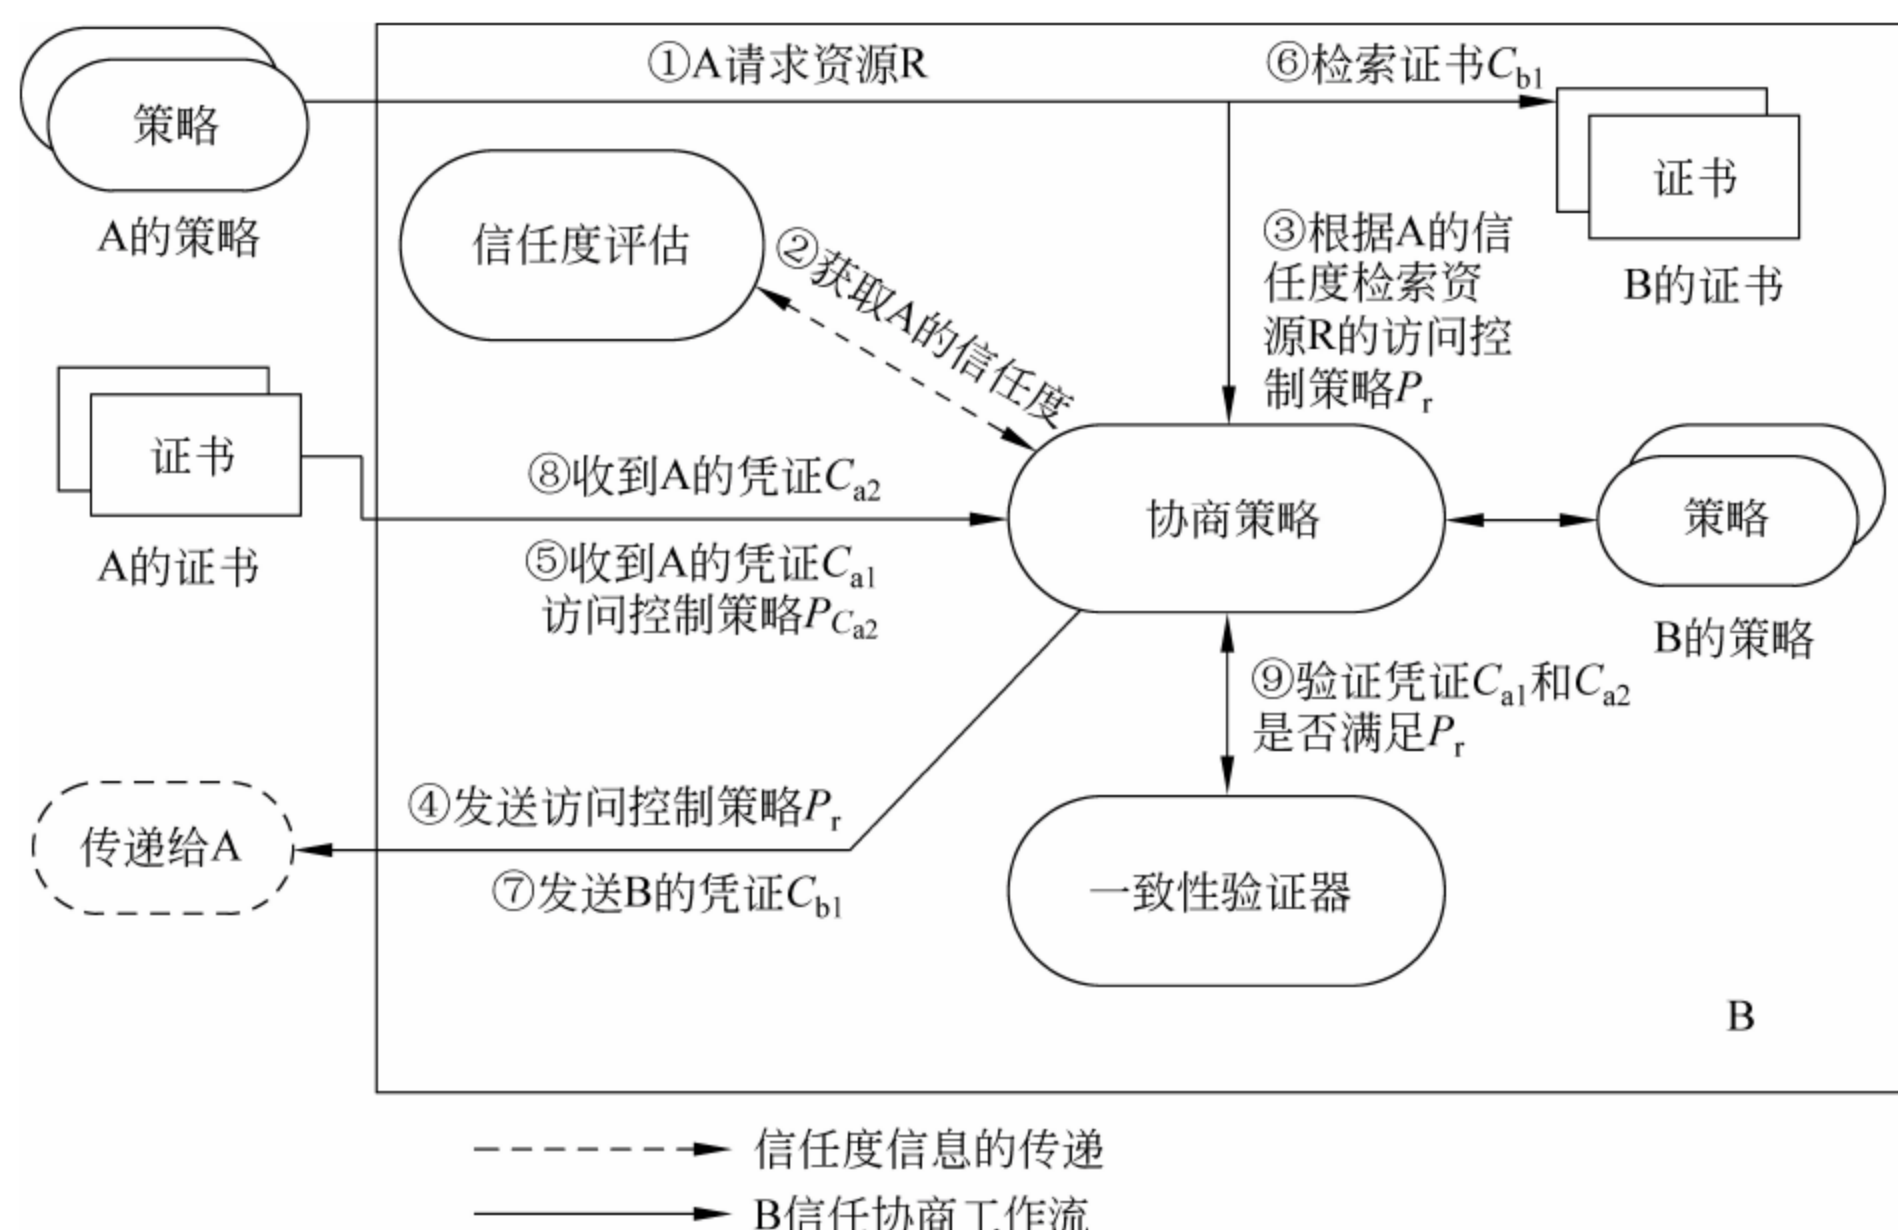 ①A请求资源R
⑥检索证书Cb1
策略
A的策略
证书
B的证书
信任度评估
②获取A的信任度
③根据A的信
任度检索资
源R的访问控
制策略Pr
证书
A的证书
⑧收到A的凭证Ca2
⑤收到A的凭证Ca1
访问控制策略PCa2
协商策略
策略
B的策略
⑨验证凭证Ca1和Ca2
是否满足Pr
④发送访问控制策略Pr
传递给A
⑦发送B的凭证Cb1
一致性验证器
B
信任度信息的传递
B信任协商工作流